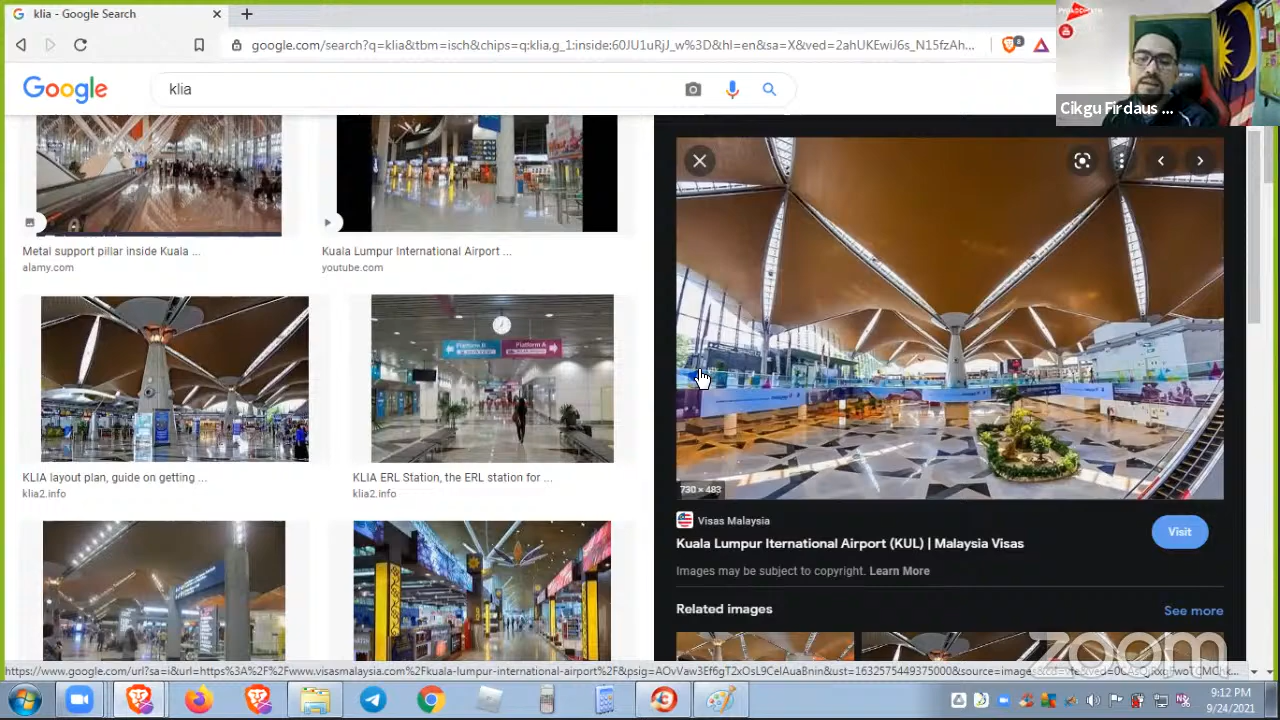 klia - Google Search
google.com/search?q=klia&tbm=isch&chips=q:klia,g_1:inside:60JU1uRjJ_w%3D&hl=en&sa=X&ved=2ahUKEwiJ6s_N15fzAh...
8
Cikgu Firdaus ...
Google
klia
Metal support pillar inside Kuala ...
alamy.com
Kuala Lumpur International Airport ...
youtube.com
Platform B
Platform A
KLIA layout plan, guide on getting ...
klia2.info
KLIA ERL Station, the ERL station for ...
klia2.info
730 × 483
Visas Malaysia
Visit
Kuala Lumpur Iternational Airport (KUL) | Malaysia Visas
Images may be subject to copyright. Learn More
Related images
See more
zoom
9:12 PM
9/24/2021